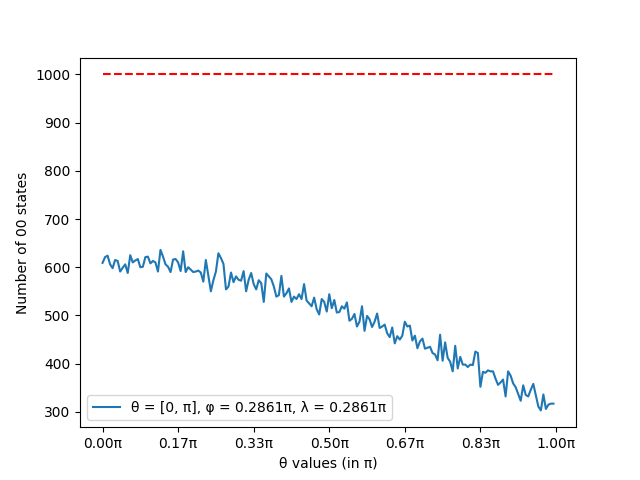 1000
900
800
700
600
500
400
300
Number of 00 states
θ = [0, π], φ = 0.2861π, λ = 0.2861π
0.00π 0.17π 0.33π 0.50π 0.67π 0.83π 1.00π
θ values (in π)